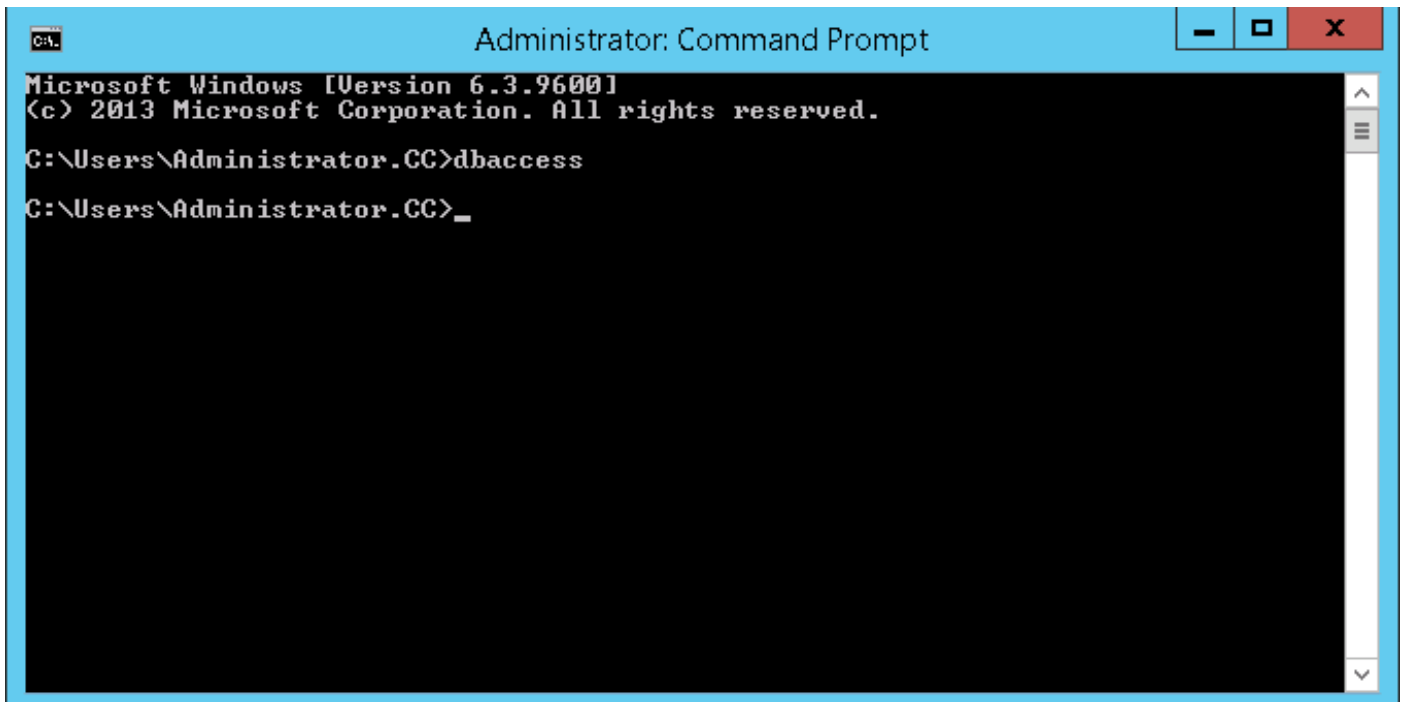 Administrator: Command Prompt
Microsoft Windows [Version 6.3.9600]
(c) 2013 Microsoft Corporation. All rights reserved.
C:\Users\Administrator.CC>dbaccess
C:\Users\Administrator.CC>_